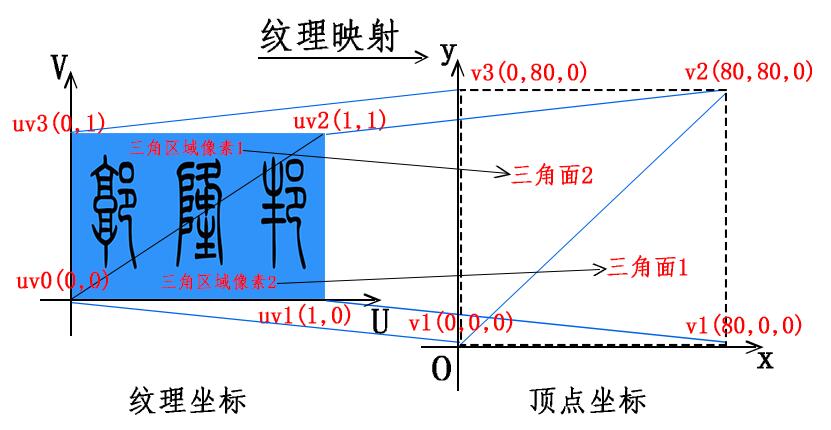 纹理映射
V
y
v3(0,80,0)
v2(80,80,0)
uv3(0,1)
uv2(1,1)
三角区域像素1
三角面2
郭隆邦
三角面1
uv0(0,0)
三角区域像素2
uv1(1,0)
U
v1(0,0,0)
v1(80,0,0)
O
x
纹理坐标
顶点坐标